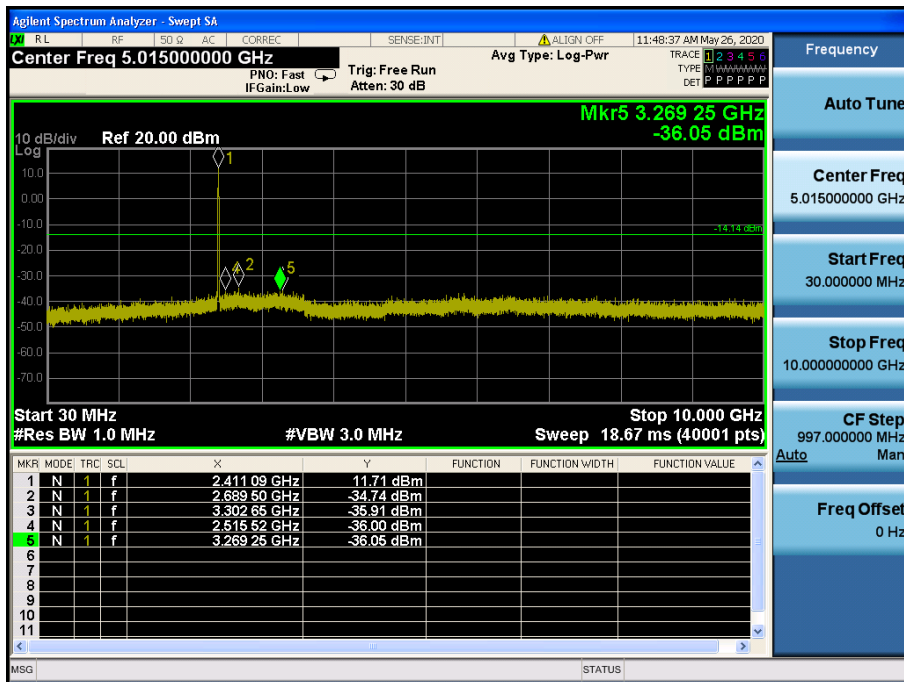 Agilent Spectrum Analyzer - Swept SA
LXI RL RF 50 Ω AC CORREC SENSE:INT ALIGN OFF 11:48:37 AM May 26, 2020
Center Freq 5.015000000 GHz
PNO: Fast
IFGain:Low
Trig: Free Run
Atten: 30 dB
Avg Type: Log-Pwr
TRACE 1 2 3 4 5 6
TYPE M
DET P P P P P P
Mkr5 3.269 25 GHz
-36.05 dBm
10 dB/div Ref 20.00 dBm
Log
10.0
0.00
-10.0
-20.0
-30.0
-40.0
-50.0
-60.0
-70.0
1
4 2
5
-14.14 dBm
Start 30 MHz Stop 10.000 GHz
#Res BW 1.0 MHz #VBW 3.0 MHz Sweep 18.67 ms (40001 pts)
MKR MODE TRC SCL X Y FUNCTION FUNCTION WIDTH FUNCTION VALUE
1 N 1 f 2.411 09 GHz 11.71 dBm
2 N 1 f 2.689 50 GHz -34.74 dBm
3 N 1 f 3.302 65 GHz -35.91 dBm
4 N 1 f 2.515 52 GHz -36.00 dBm
5 N 1 f 3.269 25 GHz -36.05 dBm
6
7
8
9
10
11
MSG STATUS
Frequency
Auto Tune
Center Freq
5.015000000 GHz
Start Freq
30.000000 MHz
Stop Freq
10.000000000 GHz
CF Step
997.000000 MHz
Auto Man
Freq Offset
0 Hz